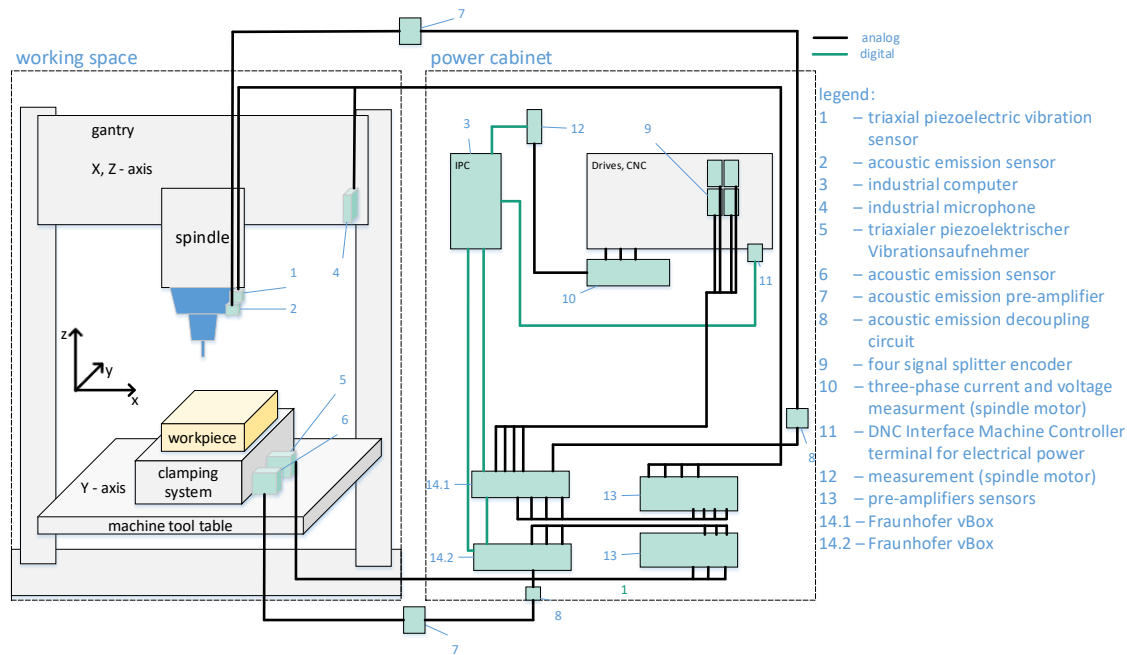 7
analog
digital
working space
power cabinet
legend:
1 – triaxial piezoelectric vibration
sensor
2 – acoustic emission sensor
3 – industrial computer
4 – industrial microphone
5 – triaxialer piezoelektrischer
Vibrationsaufnehmer
6 – acoustic emission sensor
7 – acoustic emission pre-amplifier
8 – acoustic emission decoupling
circuit
9 – four signal splitter encoder
10 – three-phase current and voltage
measurment (spindle motor)
11 – DNC Interface Machine Controller
terminal for electrical power
12 – measurement (spindle motor)
13 – pre-amplifiers sensors
14.1 – Fraunhofer vBox
14.2 – Fraunhofer vBox
gantry
X, Z - axis
spindle
4
1
2
z
y
x
5
6
workpiece
clamping
system
Y - axis
machine tool table
3
12
9
IPC
Drives, CNC
10
11
8
14.1
13
14.2
13
1
8
7